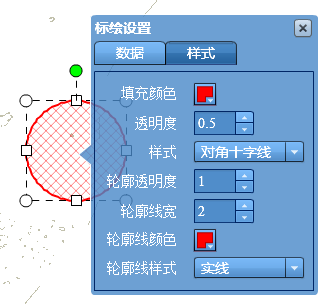 标绘设置
数据 样式
填充颜色
透明度 0.5
样式 对角十字线
轮廓透明度 1
轮廓线宽 2
轮廓线颜色
轮廓线样式 实线